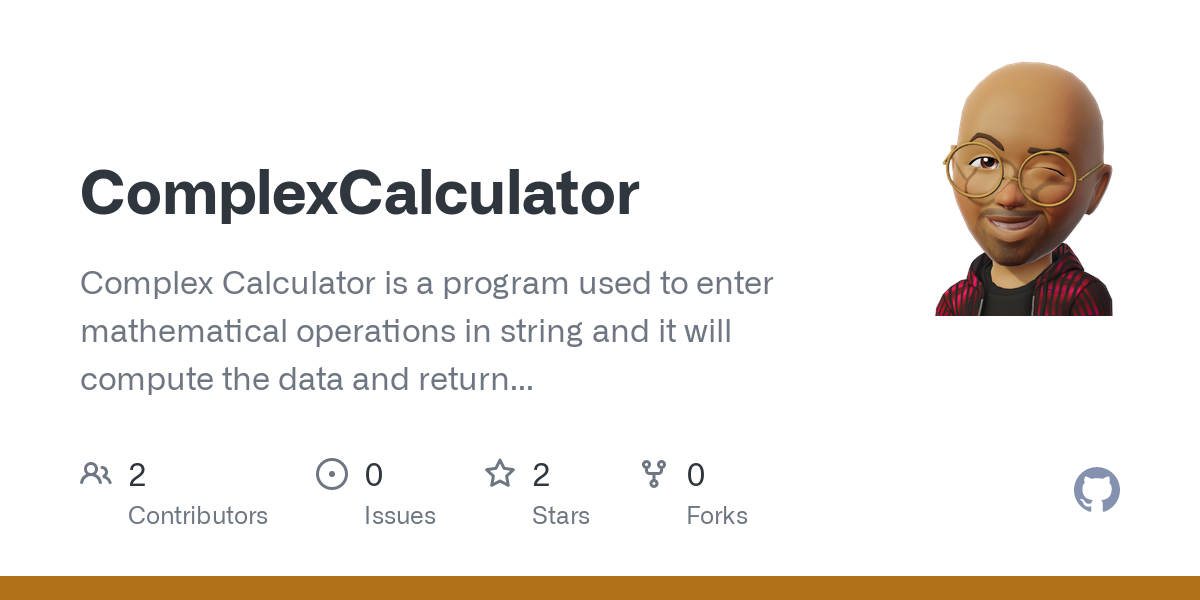 ComplexCalculator
Complex Calculator is a program used to enter
mathematical operations in string and it will
compute the data and return...
2
Contributors
0
Issues
2
Stars
0
Forks